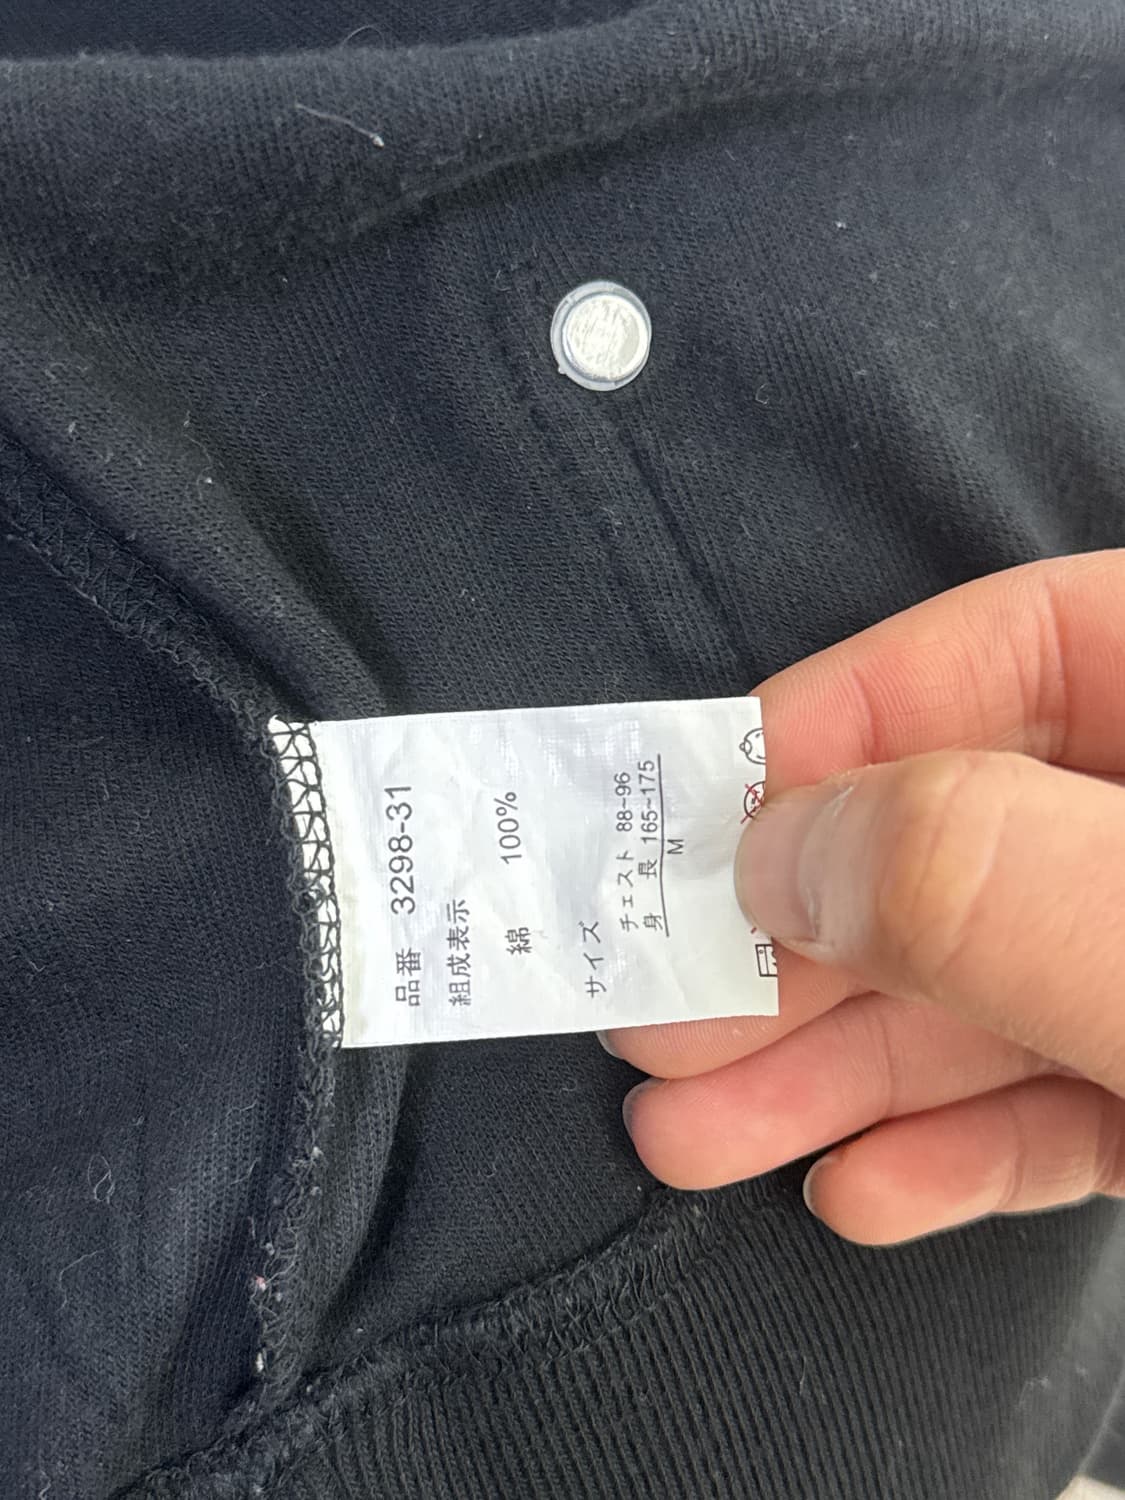 品番 3298-31
組成表示
綿 100%
サイズ
チェスト 88~96
身 長 165~175
M